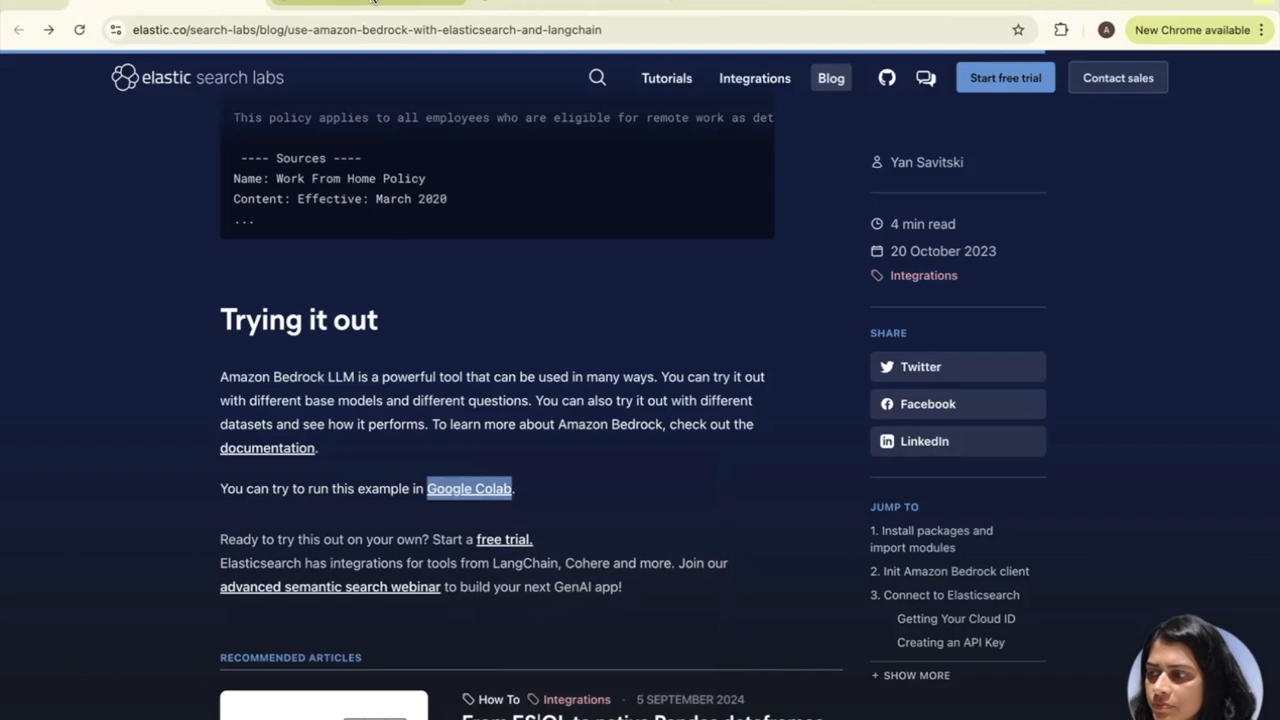 elastic.co/search-labs/blog/use-amazon-bedrock-with-elasticsearch-and-langchain
A
New Chrome available
elastic search labs
Tutorials
Integrations
Blog
Start free trial
Contact sales
This policy applies to all employees who are eligible for remote work as det
---- Sources ----
Name: Work From Home Policy
Content: Effective: March 2020
...
Trying it out
Amazon Bedrock LLM is a powerful tool that can be used in many ways. You can try it out
with different base models and different questions. You can also try it out with different
datasets and see how it performs. To learn more about Amazon Bedrock, check out the
documentation.
You can try to run this example in Google Colab.
Ready to try this out on your own? Start a free trial.
Elasticsearch has integrations for tools from LangChain, Cohere and more. Join our
advanced semantic search webinar to build your next GenAI app!
RECOMMENDED ARTICLES
How To
Integrations
· 5 SEPTEMBER 2024
From ES|QL to native Pandas dataframes
Yan Savitski
4 min read
20 October 2023
Integrations
SHARE
Twitter
Facebook
LinkedIn
JUMP TO
1. Install packages and
import modules
2. Init Amazon Bedrock client
3. Connect to Elasticsearch
Getting Your Cloud ID
Creating an API Key
+ SHOW MORE